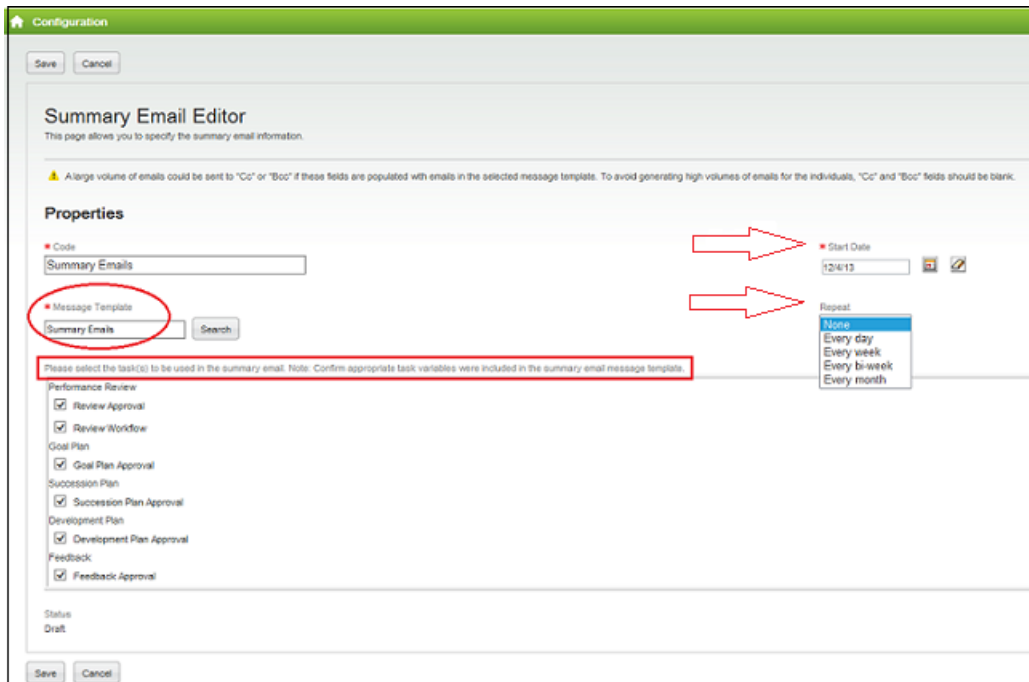 Configuration
Save Cancel
Summary Email Editor
This page allows you to specify the summary email information.
A large volume of emails could be sent to "Cc" or "Bcc" if these fields are populated with emails in the selected message template. To avoid generating high volumes of emails for the individuals, "Cc" and "Bcc" fields should be blank.
Properties
* Code
* Start Date
Summary Emails
12/4/13
* Message Template
Repeat
Summary Emails Search
None
Every day
Every week
Every bi-week
Every month
Please select the task(s) to be used in the summary email. Note: Confirm appropriate task variables were included in the summary email message template.
Performance Review
Review Approval
Review Workflow
Goal Plan
Goal Plan Approval
Succession Plan
Succession Plan Approval
Development Plan
Development Plan Approval
Feedback
Feedback Approval
Status
Draft
Save Cancel